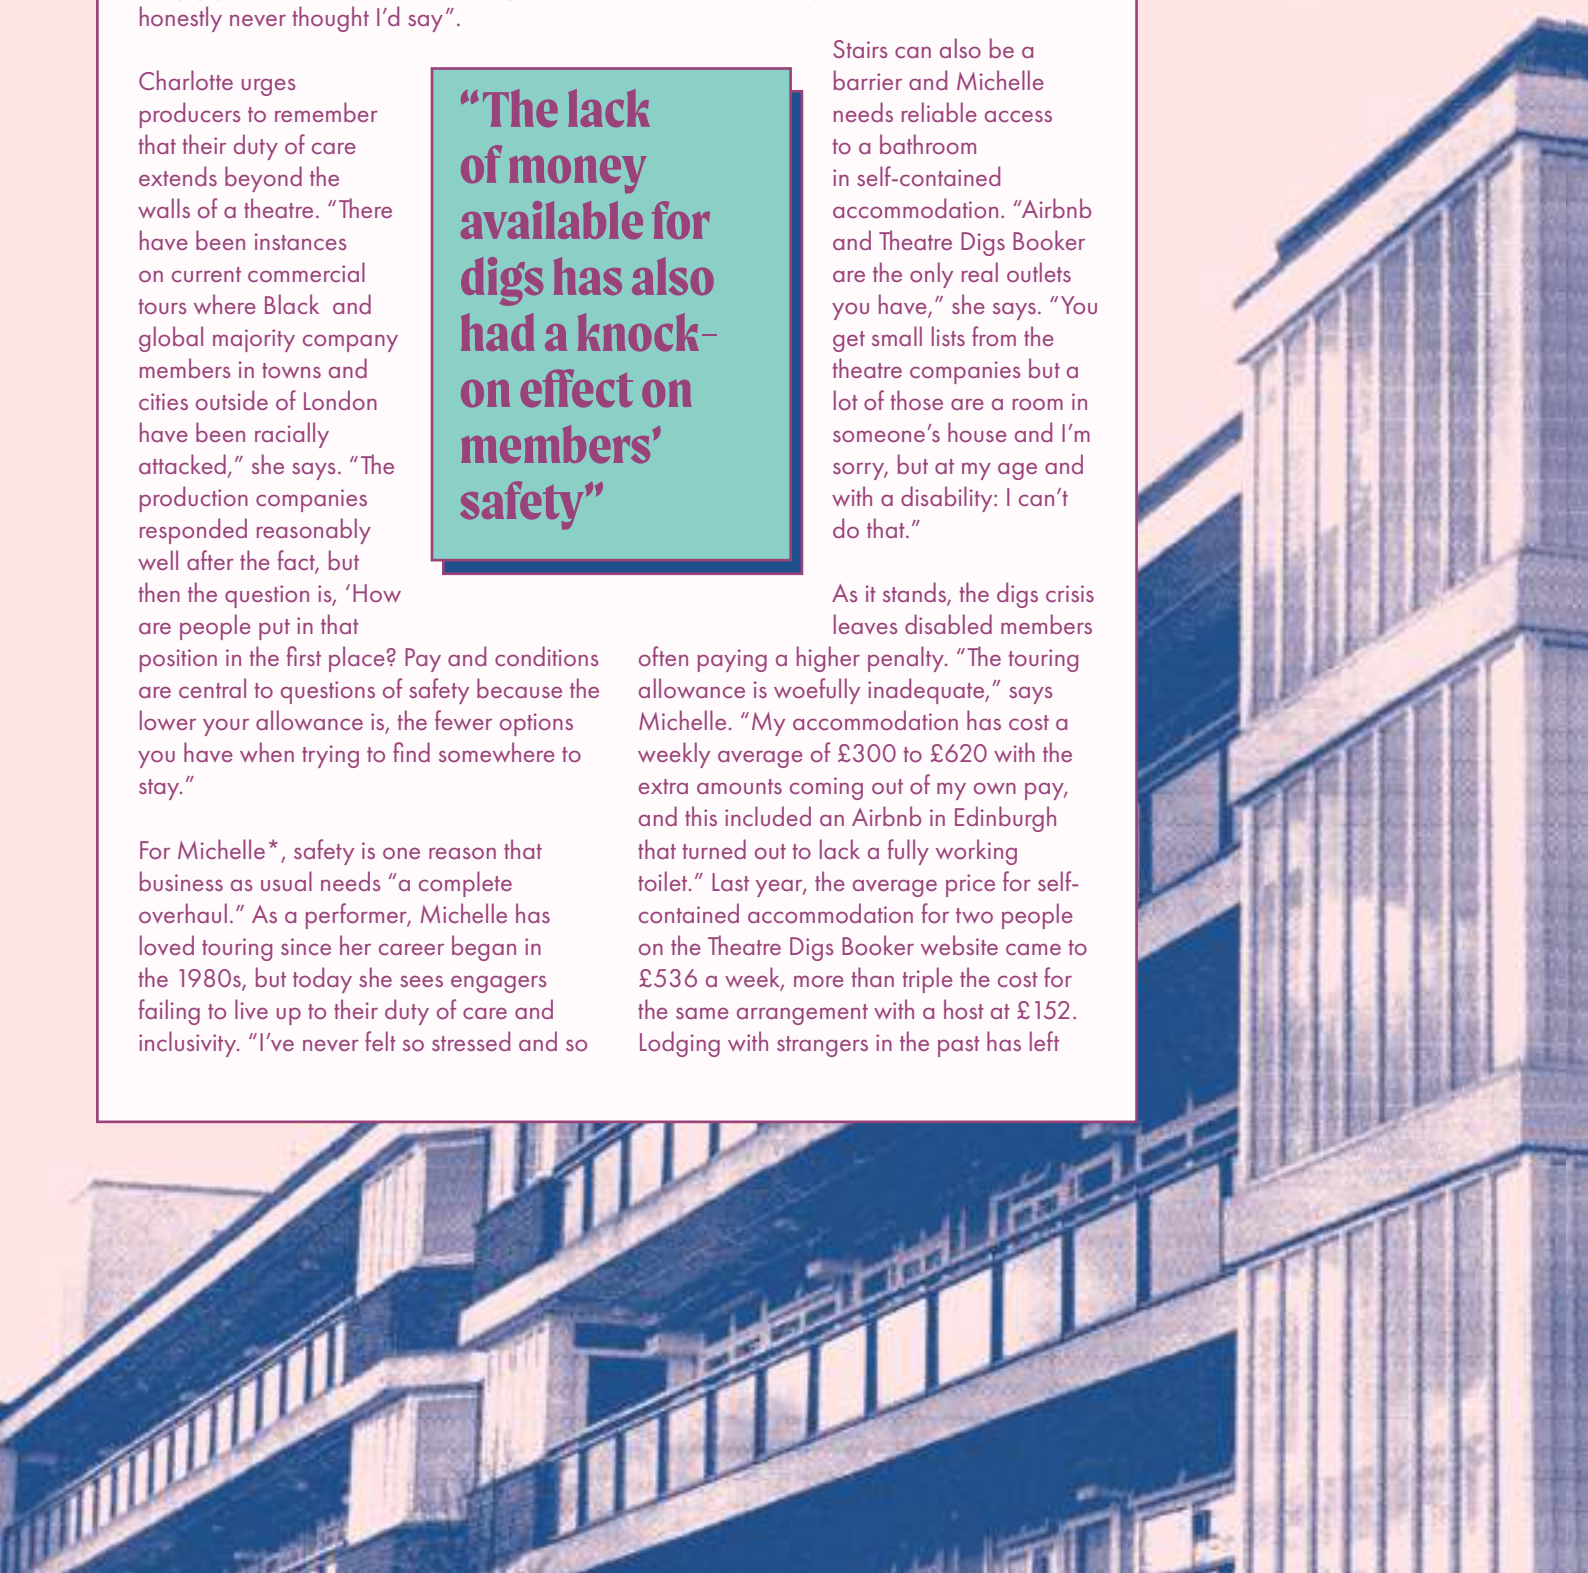 honestly never thought I’d say”.
Charlotte urges
producers to remember
that their duty of care
extends beyond the
walls of a theatre. “There
have been instances
on current commercial
tours where Black and
global majority company
members in towns and
cities outside of London
have been racially
attacked,” she says. “The
production companies
responded reasonably
well after the fact, but
then the question is, ‘How
are people put in that
position in the first place? Pay and conditions
are central to questions of safety because the
lower your allowance is, the fewer options
you have when trying to find somewhere to
stay.”
For Michelle*, safety is one reason that
business as usual needs “a complete
overhaul.” As a performer, Michelle has
loved touring since her career began in
the 1980s, but today she sees engagers
failing to live up to their duty of care and
inclusivity. “I’ve never felt so stressed and so
“The lack
of money
available for
digs has also
had a knock-
on effect on
members’
safety”
Stairs can also be a
barrier and Michelle
needs reliable access
to a bathroom
in self-contained
accommodation. “Airbnb
and Theatre Digs Booker
are the only real outlets
you have,” she says. “You
get small lists from the
theatre companies but a
lot of those are a room in
someone’s house and I’m
sorry, but at my age and
with a disability: I can’t
do that.”
As it stands, the digs crisis
leaves disabled members
often paying a higher penalty. “The touring
allowance is woefully inadequate,” says
Michelle. “My accommodation has cost a
weekly average of £300 to £620 with the
extra amounts coming out of my own pay,
and this included an Airbnb in Edinburgh
that turned out to lack a fully working
toilet.” Last year, the average price for self-
contained accommodation for two people
on the Theatre Digs Booker website came to
£536 a week, more than triple the cost for
the same arrangement with a host at £152.
Lodging with strangers in the past has left